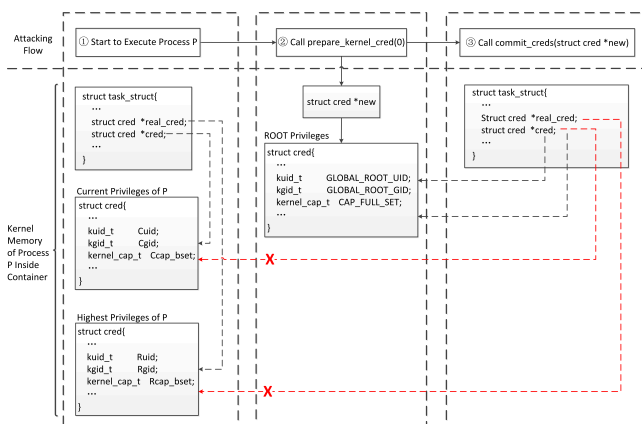 Attacking
Flow
① Start to Execute Process P
② Call prepare_kernel_cred(0)
③ Call commit_creds(struct cred *new)
Kernel
Memory
of Process
P Inside
Container
struct task_struct{
...
struct cred *real_cred;
struct cred *cred;
...
}
Current Privileges of P
struct cred{
...
kuid_t Cuid;
kgid_t Cgid;
kernel_cap_t Ccap_bset;
...
}
Highest Privileges of P
struct cred{
...
kuid_t Ruid;
kgid_t Rgid;
kernel_cap_t Rcap_bset;
...
}
struct cred *new
ROOT Privileges
struct cred{
...
kuid_t GLOBAL_ROOT_UID;
kgid_t GLOBAL_ROOT_GID;
kernel_cap_t CAP_FULL_SET;
...
}
X
X
struct task_struct{
...
Struct cred *real_cred;
struct cred *cred;
...
}